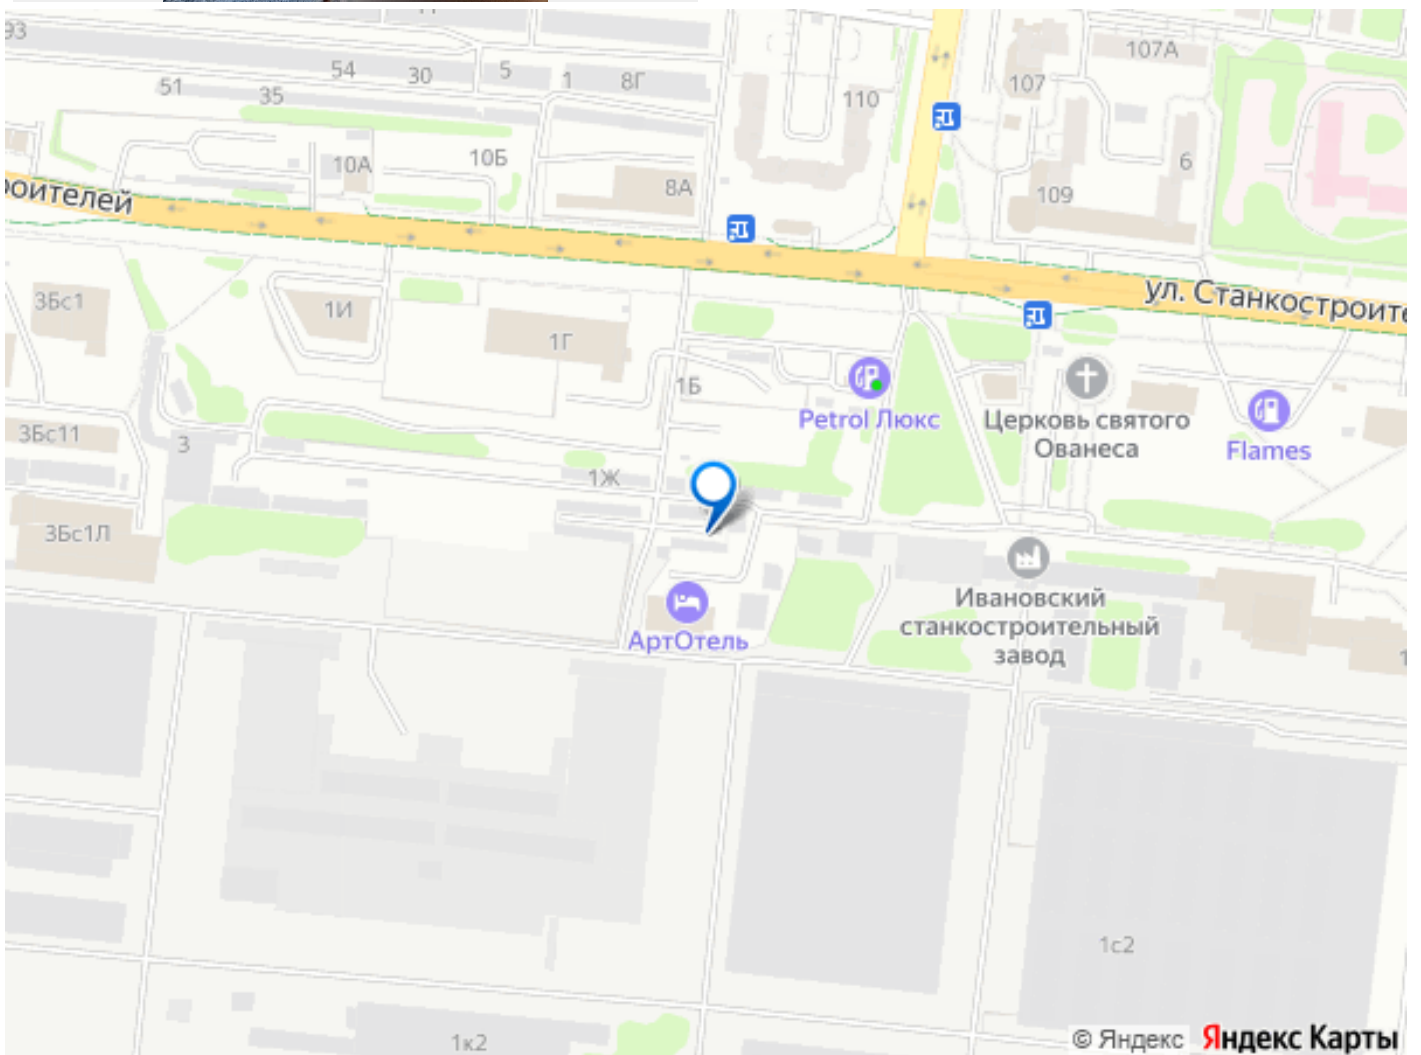 93
54
30
5
1
8Г
51
35
107А
107
110
10А
10Б
8А
6
109
роителей
ул. Станкостроите
3Бс1
1И
1Г
1Б
Petrol Люкс
Церковь святого
Ованеса
Flames
3Бс11
3
1Ж
3Бс1Л
Ивановский
станкостроительный
завод
АртОтель
1с2
1к2
© Яндекс Яндекс Карты